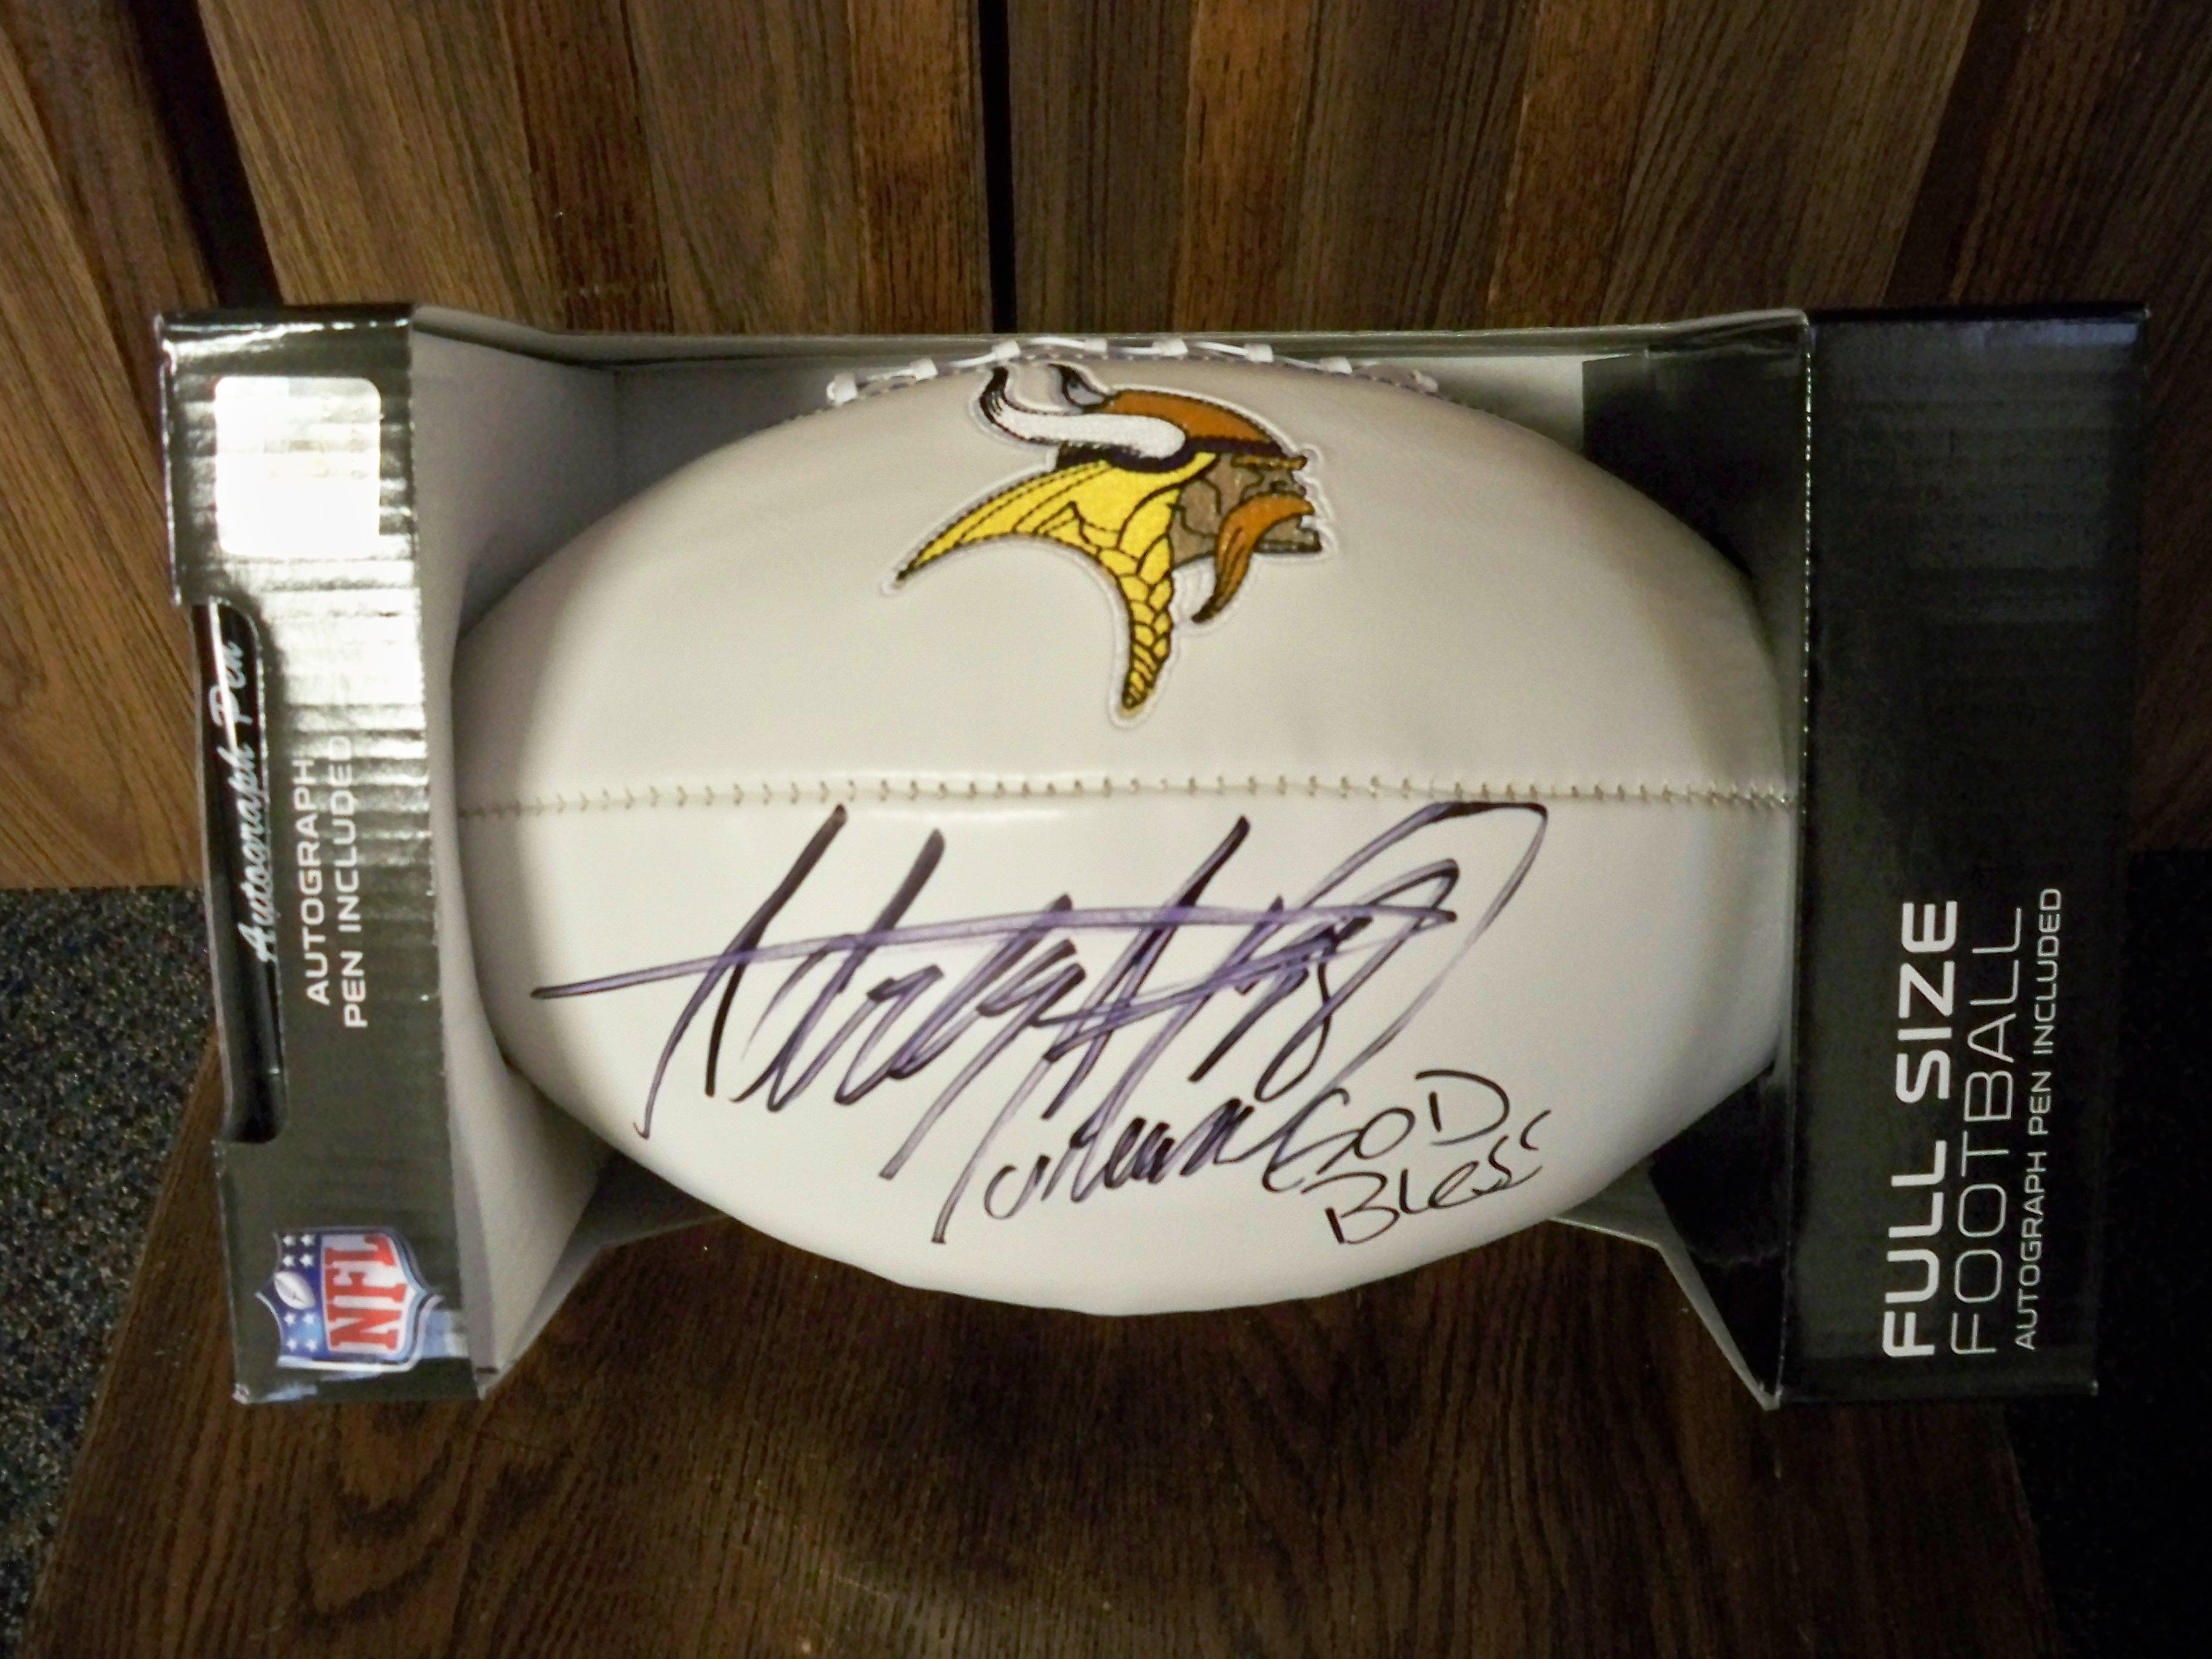 Autograph Pen
AUTOGRAPH
PEN INCLUDED
NFL
GOD
Bless
FULL SIZE
FOOTBALL
AUTOGRAPH PEN INCLUDED